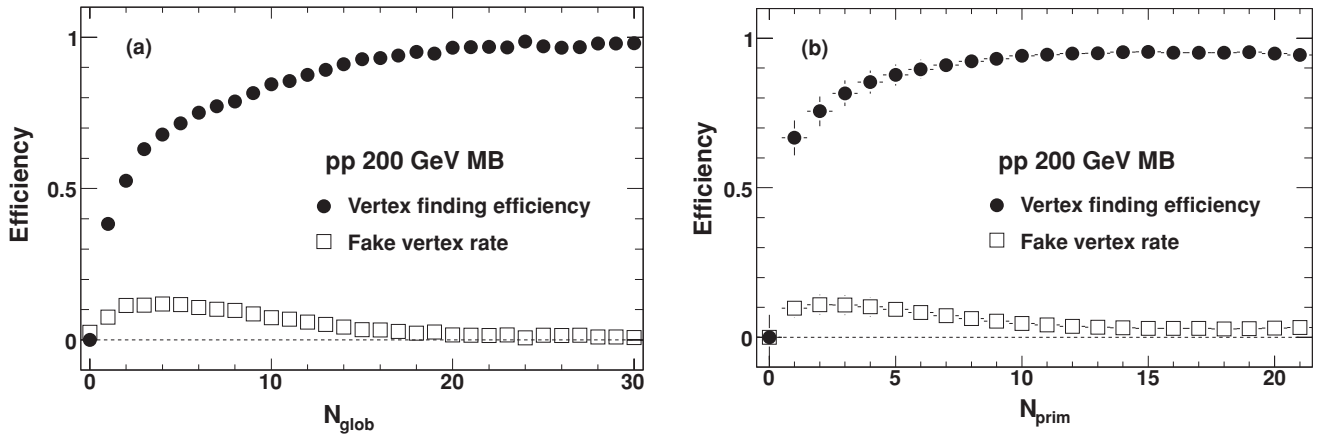 (a)
1
0.5
0
Efficiency
pp 200 GeV MB
Vertex finding efficiency
Fake vertex rate
0 10 20 30
N_glob
(b)
1
0.5
0
Efficiency
pp 200 GeV MB
Vertex finding efficiency
Fake vertex rate
0 5 10 15 20
N_prim